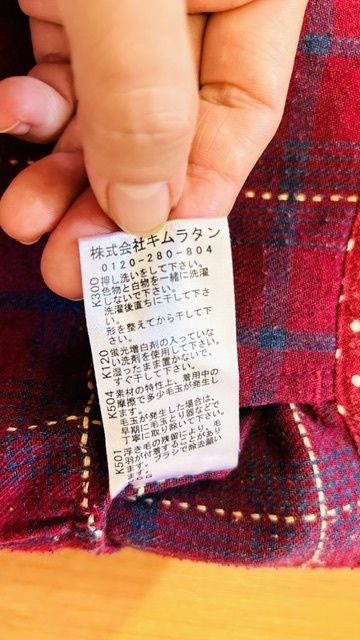 株式会社キムラタン
0120-280-804
K300 押し洗いをして下さい。
色物と白物を一緒に洗濯
しないで下さい。
洗濯後直ちに干して下さ
い。
形を整えてから干して下
さい。
K120 蛍光増白剤の入っていな
い洗剤を使用して下さい。
湿ったまま置かないで、
すぐ干して下さい。
K504 素材の特性上、着用中の
摩擦で多少毛玉が発生し
ます。
毛玉が発生した場合は、
早期に毛玉とり器などで
丁寧に取り除いて下さい。
K501 浮き毛の残留により、毛
羽が付着することがあり
ます。ブラシで除去願い
ます。